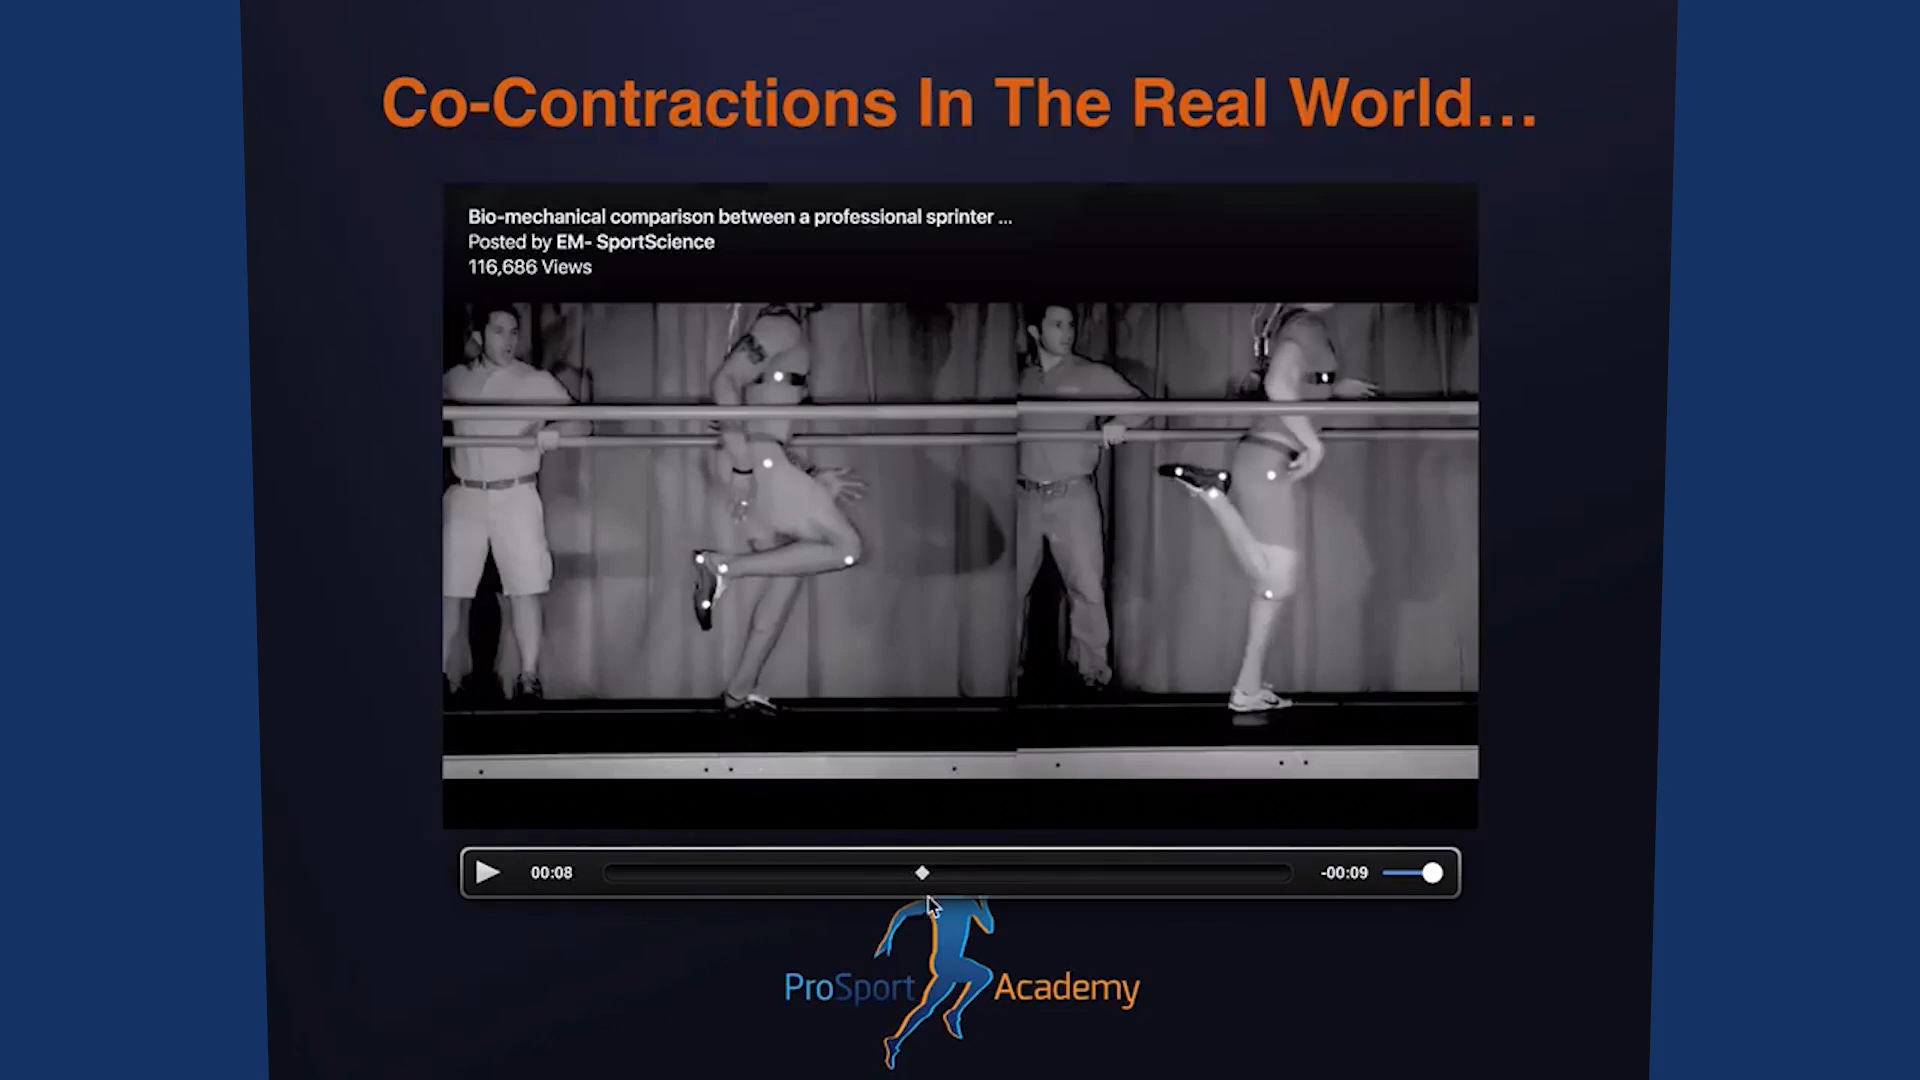 Co-Contractions In The Real World...
Bio-mechanical comparison between a professional sprinter ...
Posted by EM- SportScience
116,686 Views
00:08
-00:09
ProSport Academy